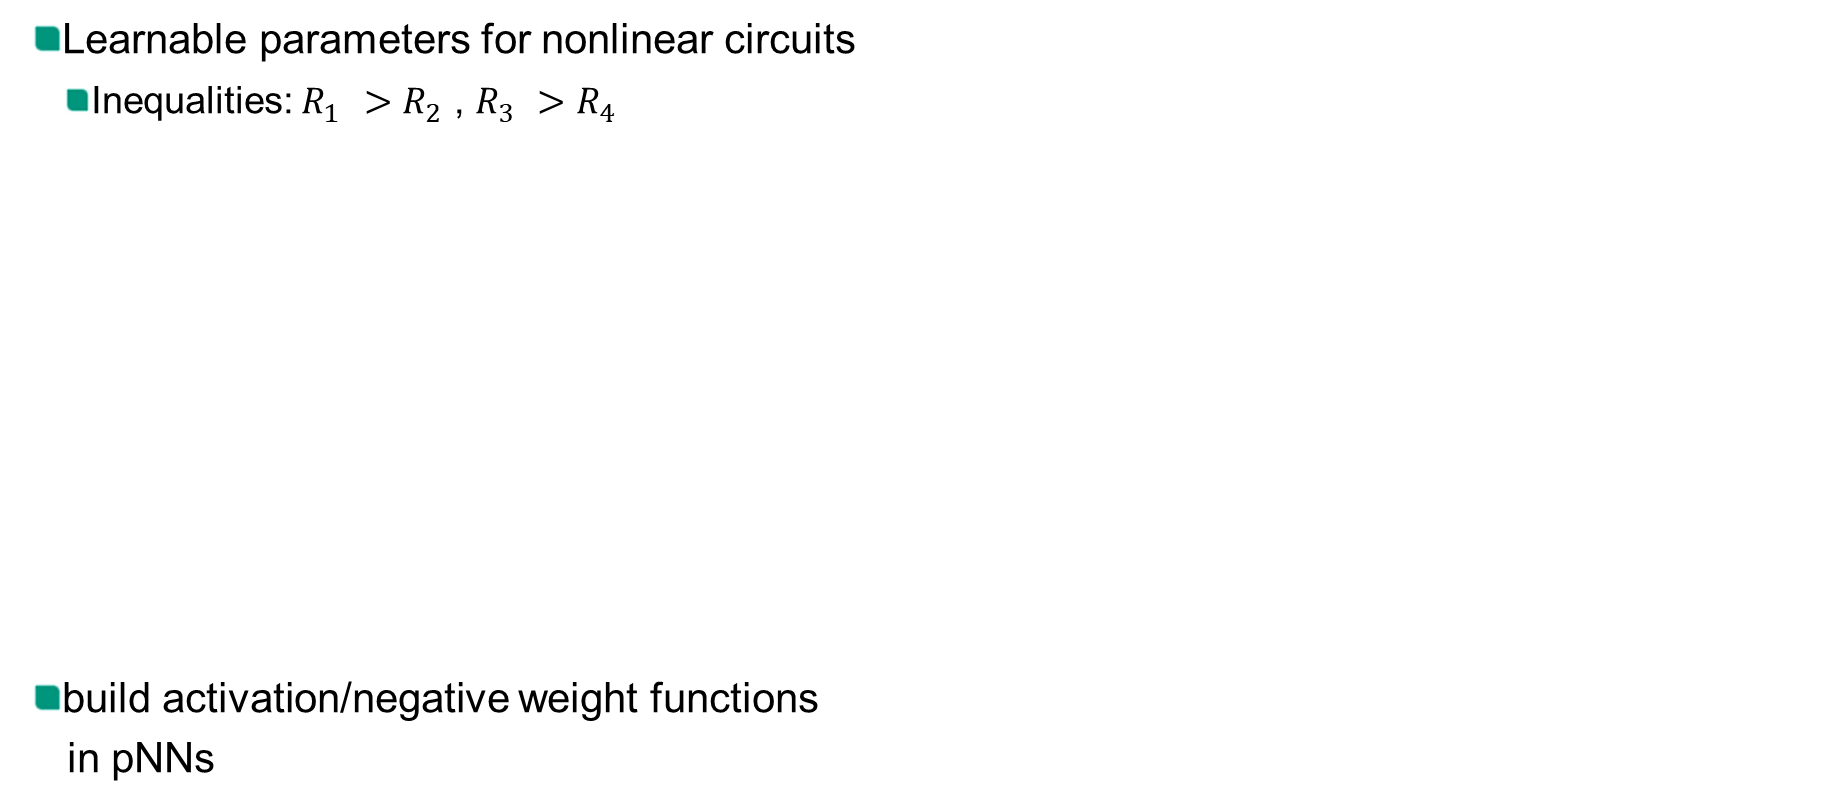 Learnable parameters for nonlinear circuits
Inequalities: R₁ > R₂ , R₃ > R₄
build activation/negative weight functions
in pNNs